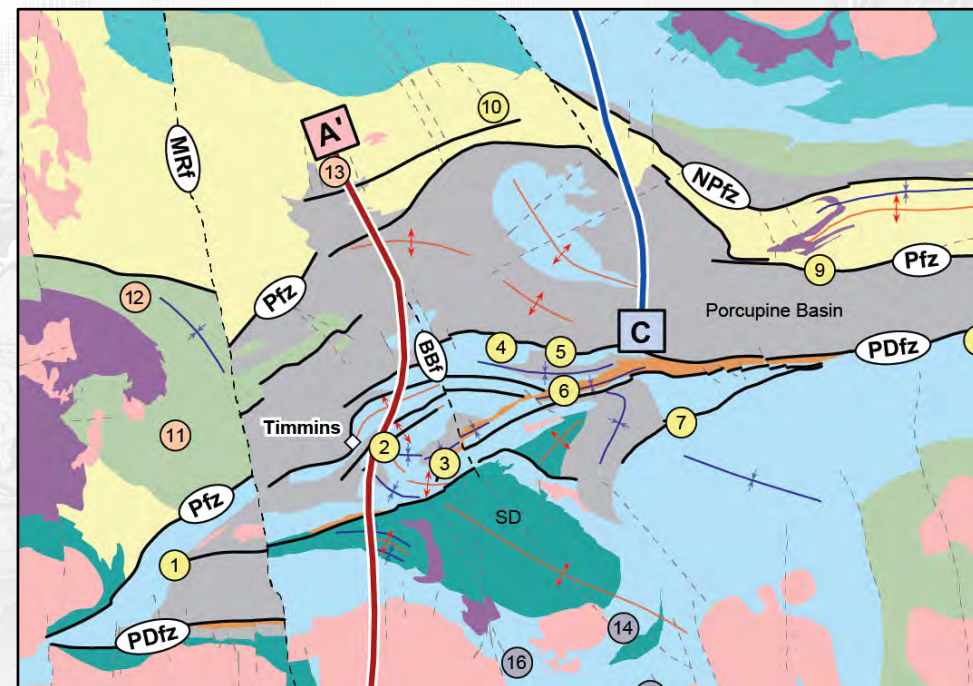 A'
13
10
MRf
NPfz
9
Pfz
12
Pfz
C
Porcupine Basin
4
5
BBf
PDfz
6
7
Timmins
2
3
11
Pfz
SD
1
PDfz
14
16